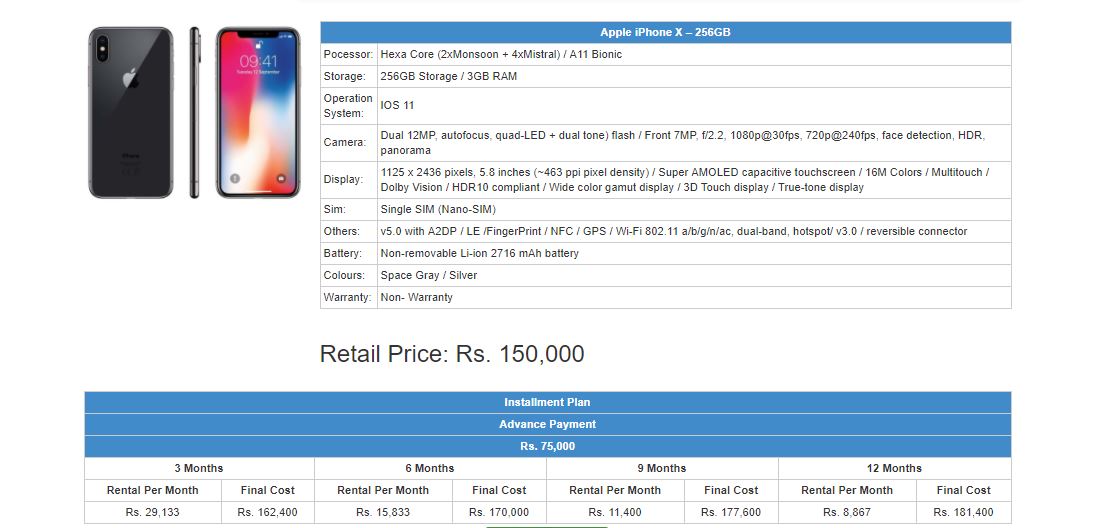 09:41
Tuesday 12 September
iPhone
Apple iPhone X – 256GB
Pocessor: Hexa Core (2xMonsoon + 4xMistral) / A11 Bionic
Storage: 256GB Storage / 3GB RAM
Operation
System: IOS 11
Camera: Dual 12MP, autofocus, quad-LED + dual tone) flash / Front 7MP, f/2.2, 1080p@30fps, 720p@240fps, face detection, HDR,
panorama
Display: 1125 x 2436 pixels, 5.8 inches (~463 ppi pixel density) / Super AMOLED capacitive touchscreen / 16M Colors / Multitouch /
Dolby Vision / HDR10 compliant / Wide color gamut display / 3D Touch display / True-tone display
Sim: Single SIM (Nano-SIM)
Others: v5.0 with A2DP / LE /FingerPrint / NFC / GPS / Wi-Fi 802.11 a/b/g/n/ac, dual-band, hotspot/ v3.0 / reversible connector
Battery: Non-removable Li-ion 2716 mAh battery
Colours: Space Gray / Silver
Warranty: Non- Warranty
Retail Price: Rs. 150,000
Installment Plan
Advance Payment
Rs. 75,000
3 Months 6 Months 9 Months 12 Months
Rental Per Month Final Cost Rental Per Month Final Cost Rental Per Month Final Cost Rental Per Month Final Cost
Rs. 29,133 Rs. 162,400 Rs. 15,833 Rs. 170,000 Rs. 11,400 Rs. 177,600 Rs. 8,867 Rs. 181,400